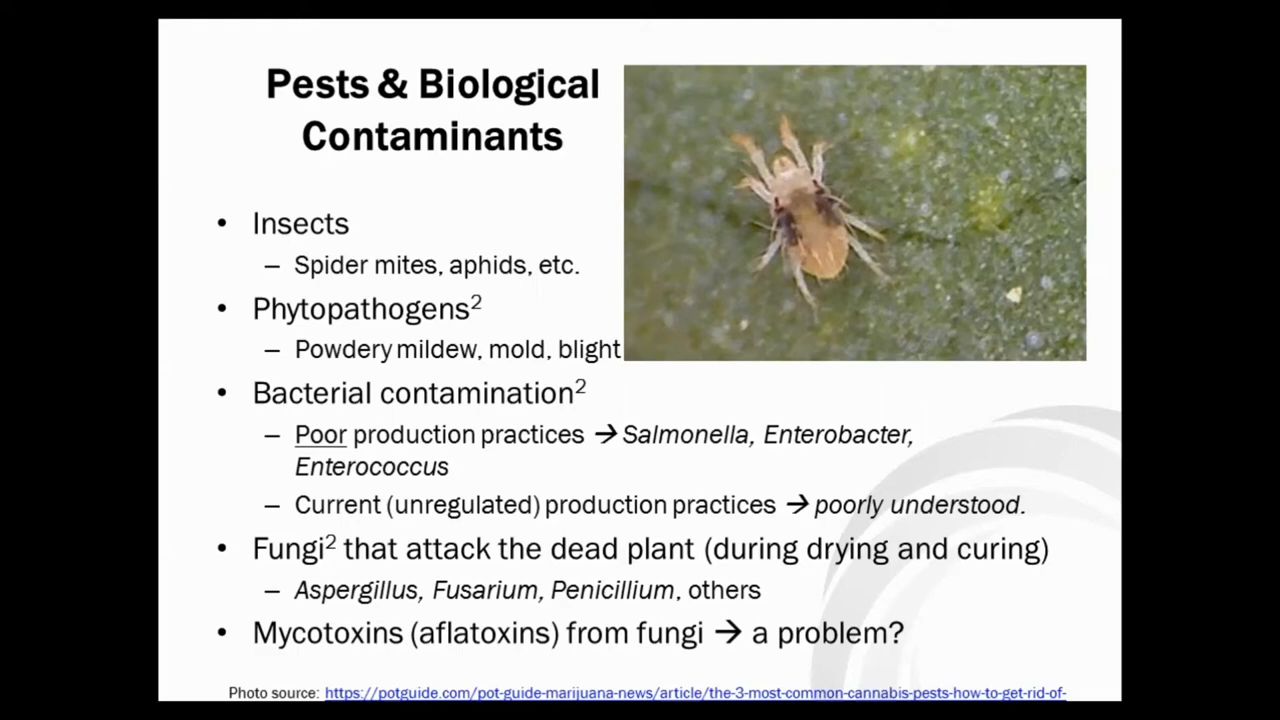 Pests & Biological
Contaminants
• Insects
– Spider mites, aphids, etc.
• Phytopathogens²
– Powdery mildew, mold, blight
• Bacterial contamination²
– Poor production practices → Salmonella, Enterobacter,
Enterococcus
– Current (unregulated) production practices → poorly understood.
• Fungi² that attack the dead plant (during drying and curing)
– Aspergillus, Fusarium, Penicillium, others
• Mycotoxins (aflatoxins) from fungi → a problem?
Photo source: https://potguide.com/pot-guide-marijuana-news/article/the-3-most-common-cannabis-pests-how-to-get-rid-of-